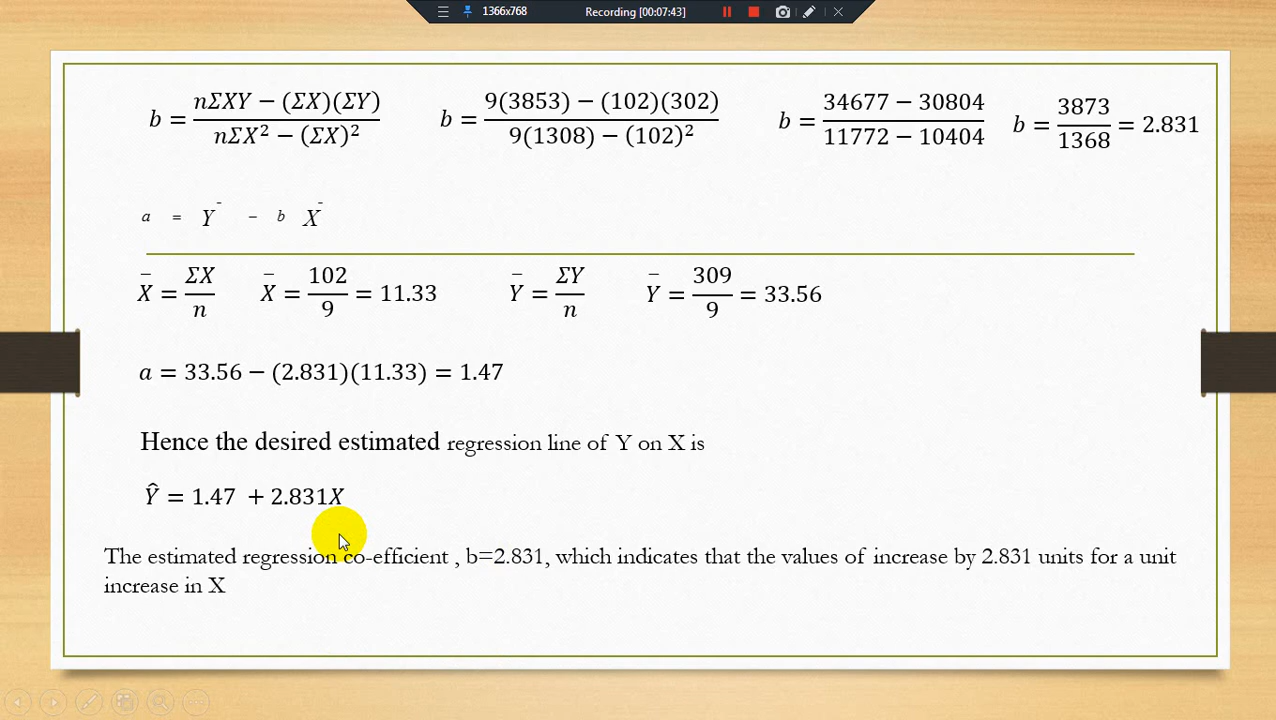 1366x768 Recording [00:07:43]
b = (nΣXY − (ΣX)(ΣY)) / (nΣX² − (ΣX)²) b = (9(3853) − (102)(302)) / (9(1308) − (102)²) b = (34677 − 30804) / (11772 − 10404) b = 3873 / 1368 = 2.831
a = Y̅ − b X̅
X̅ = ΣX / n X̅ = 102 / 9 = 11.33 Y̅ = ΣY / n Y̅ = 309 / 9 = 33.56
a = 33.56 − (2.831)(11.33) = 1.47
Hence the desired estimated regression line of Y on X is
Ŷ = 1.47 + 2.831X
The estimated regression co-efficient , b=2.831, which indicates that the values of increase by 2.831 units for a unit
increase in X